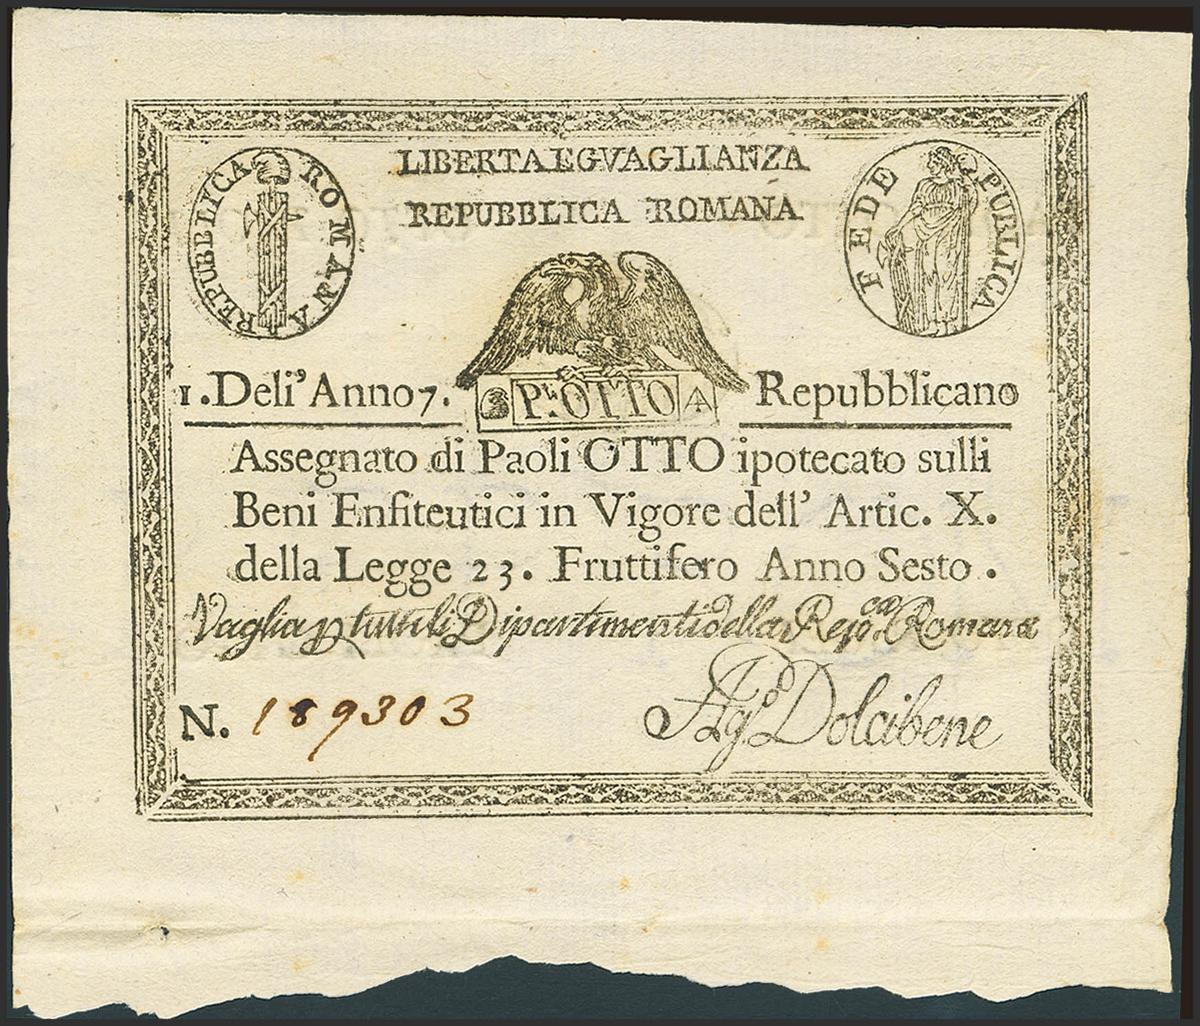 LIBERTA EGVAGLIANZA
REPUBBLICA ROMANA
REPUBBLICA ROMANA
FEDE PUBLICA
1. Dell' Anno 7.
P.li OTTO
Repubblicano
Assegnato di Paoli OTTO ipotecato sulli
Beni Enfiteutici in Vigore dell' Artic. X.
della Legge 23. Fruttifero Anno Sesto.
Vaglia p tutti li Dipartimenti della Rep.ca Romana
N. 189303
Ag.o Dolcibene